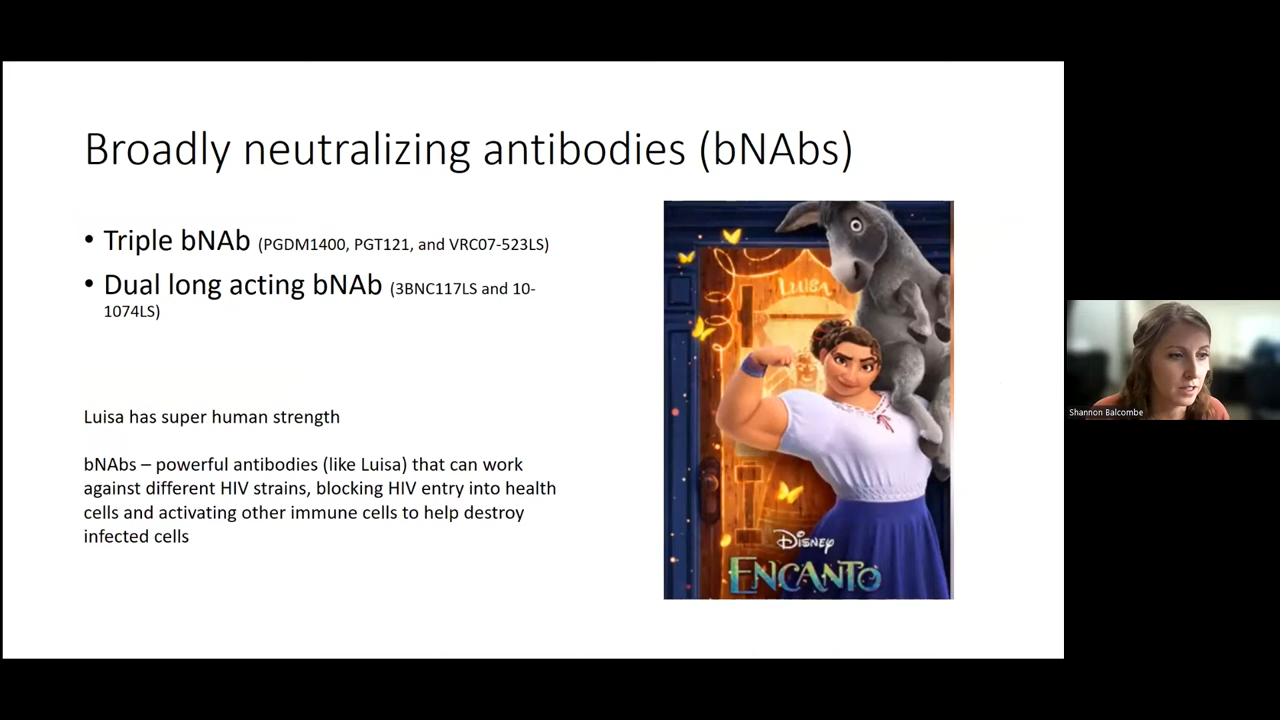 Broadly neutralizing antibodies (bNAbs)
• Triple bNAb (PGDM1400, PGT121, and VRC07-523LS)
• Dual long acting bNAb (3BNC117LS and 10-
1074LS)
Luisa has super human strength
bNAbs – powerful antibodies (like Luisa) that can work
against different HIV strains, blocking HIV entry into health
cells and activating other immune cells to help destroy
infected cells
LUISA
Disney
ENCANTO
Shannon Balcombe